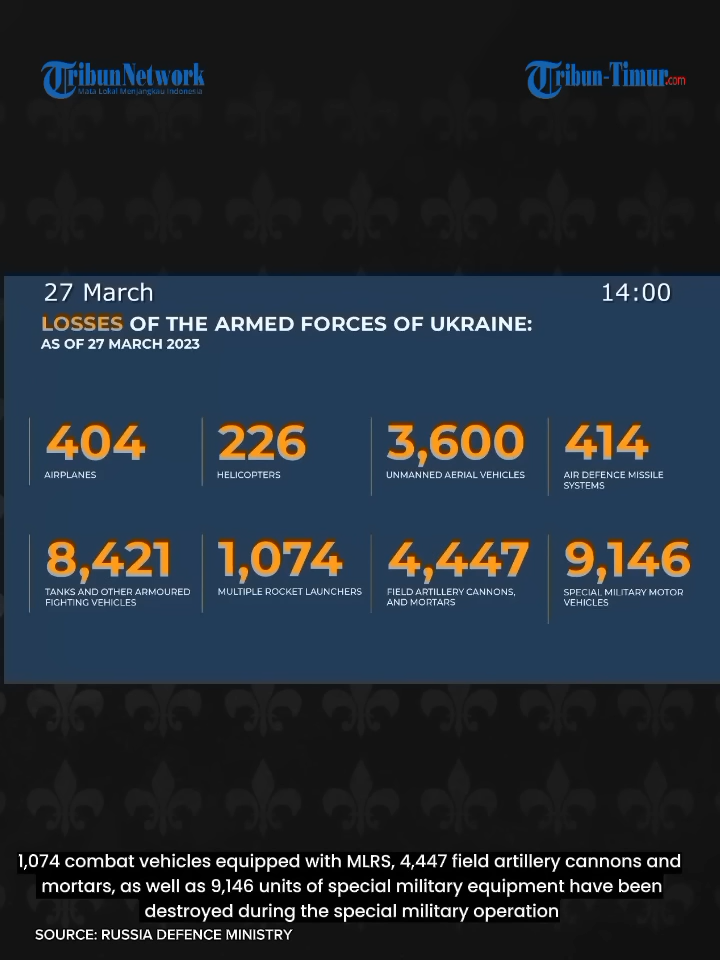 TribunNetwork
Mata Lokal Menjangkau Indonesia
Tribun-Timur.com
27 March 14:00
LOSSES OF THE ARMED FORCES OF UKRAINE:
AS OF 27 MARCH 2023
404
AIRPLANES
226
HELICOPTERS
3,600
UNMANNED AERIAL VEHICLES
414
AIR DEFENCE MISSILE
SYSTEMS
8,421
TANKS AND OTHER ARMOURED
FIGHTING VEHICLES
1,074
MULTIPLE ROCKET LAUNCHERS
4,447
FIELD ARTILLERY CANNONS,
AND MORTARS
9,146
SPECIAL MILITARY MOTOR
VEHICLES
1,074 combat vehicles equipped with MLRS, 4,447 field artillery cannons and
mortars, as well as 9,146 units of special military equipment have been
destroyed during the special military operation
SOURCE: RUSSIA DEFENCE MINISTRY